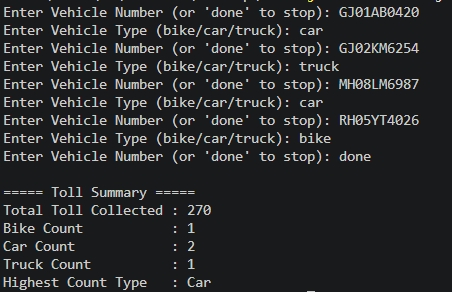 Enter Vehicle Number (or 'done' to stop): GJ01AB0420
Enter Vehicle Type (bike/car/truck): car
Enter Vehicle Number (or 'done' to stop): GJ02KM6254
Enter Vehicle Type (bike/car/truck): truck
Enter Vehicle Number (or 'done' to stop): MH08LM6987
Enter Vehicle Type (bike/car/truck): car
Enter Vehicle Number (or 'done' to stop): RH05YT4026
Enter Vehicle Type (bike/car/truck): bike
Enter Vehicle Number (or 'done' to stop): done

===== Toll Summary =====
Total Toll Collected : 270
Bike Count           : 1
Car Count            : 2
Truck Count          : 1
Highest Count Type   : Car